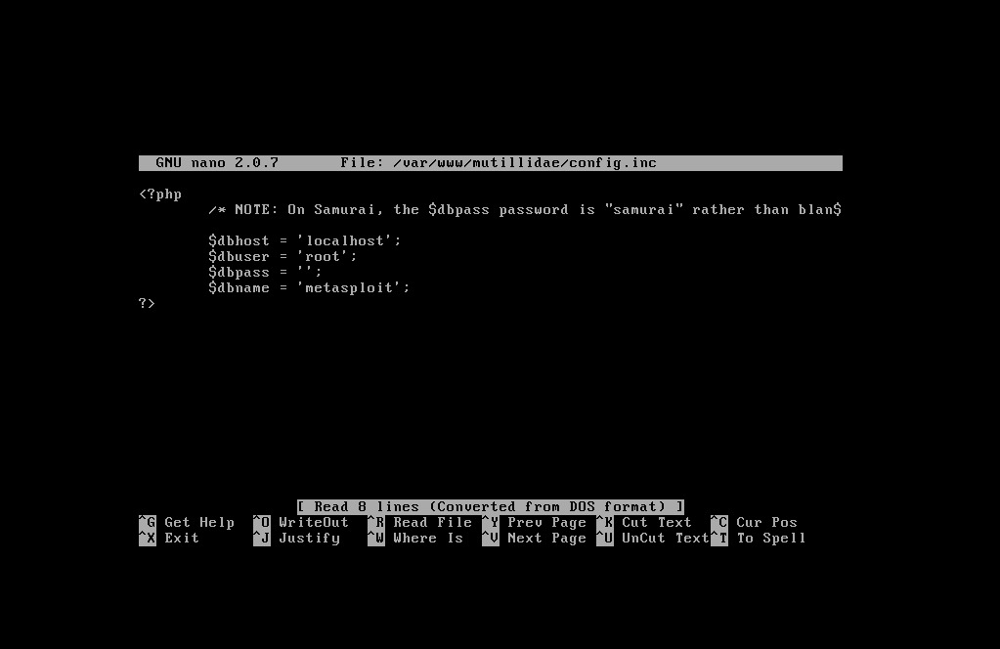 GNU nano 2.0.7 File: /var/www/mutillidae/config.inc
<?php
/* NOTE: On Samurai, the $dbpass password is "samurai" rather than blan$
$dbhost = 'localhost';
$dbuser = 'root';
$dbpass = '';
$dbname = 'metasploit';
?>
[ Read 8 lines (Converted from DOS format) ]
^G Get Help ^O WriteOut ^R Read File ^Y Prev Page ^K Cut Text ^C Cur Pos
^X Exit ^J Justify ^W Where Is ^V Next Page ^U UnCut Text ^T To Spell